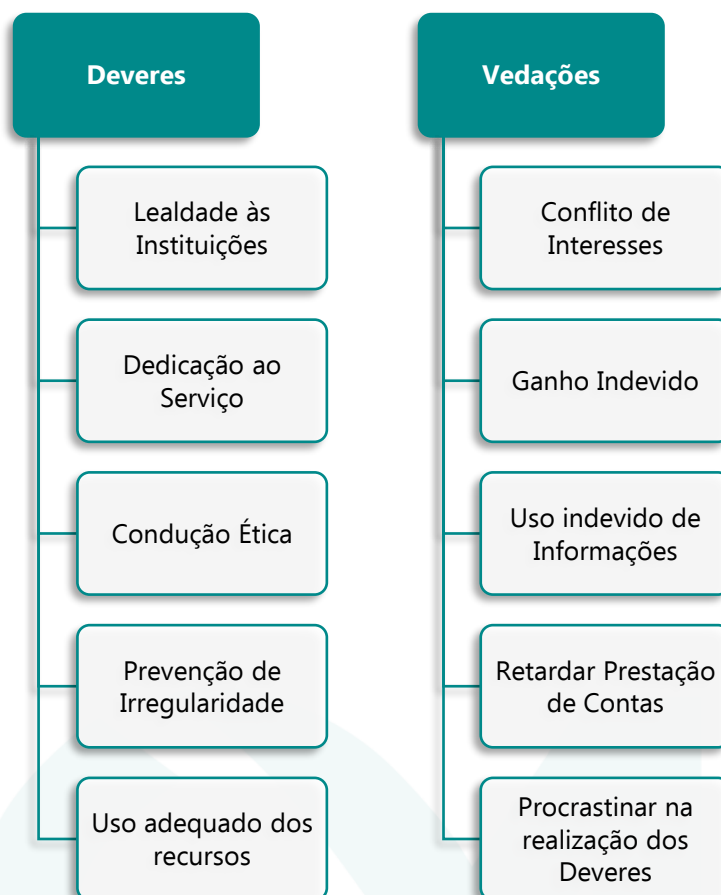 Deveres
Lealdade às
Instituições
Dedicação ao
Serviço
Condução Ética
Prevenção de
Irregularidade
Uso adequado dos
recursos
Vedações
Conflito de
Interesses
Ganho Indevido
Uso indevido de
Informações
Retardar Prestação
de Contas
Procrastinar na
realização dos
Deveres